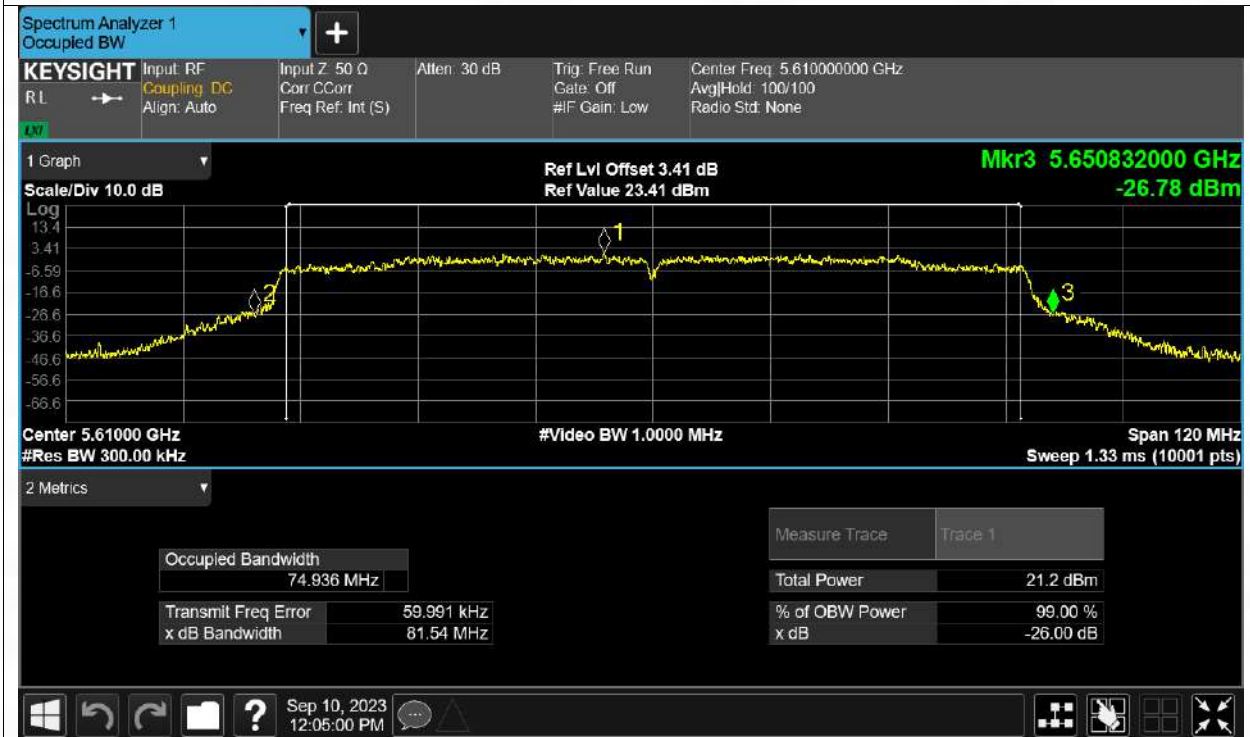 Spectrum Analyzer 1
Occupied BW
+
KEYSIGHT
RL
LXI
Input: RF
Coupling: DC
Align: Auto
Input Z: 50 Ω
Corr CCorr
Freq Ref: Int (S)
Atten: 30 dB
Trig: Free Run
Gate: Off
#IF Gain: Low
Center Freq: 5.610000000 GHz
Avg|Hold: 100/100
Radio Std: None
1 Graph
Scale/Div 10.0 dB
Ref Lvl Offset 3.41 dB
Ref Value 23.41 dBm
Mkr3 5.650832000 GHz
-26.78 dBm
Log
13.4
3.41
-6.59
-16.6
-26.6
-36.6
-46.6
-56.6
-66.6
1
2
3
Center 5.61000 GHz
#Video BW 1.0000 MHz
Span 120 MHz
#Res BW 300.00 kHz
Sweep 1.33 ms (10001 pts)
2 Metrics
Measure Trace Trace 1
Occupied Bandwidth
74.936 MHz
Total Power 21.2 dBm
Transmit Freq Error 59.991 kHz
% of OBW Power 99.00 %
x dB Bandwidth 81.54 MHz
x dB -26.00 dB
?
Sep 10, 2023
12:05:00 PM